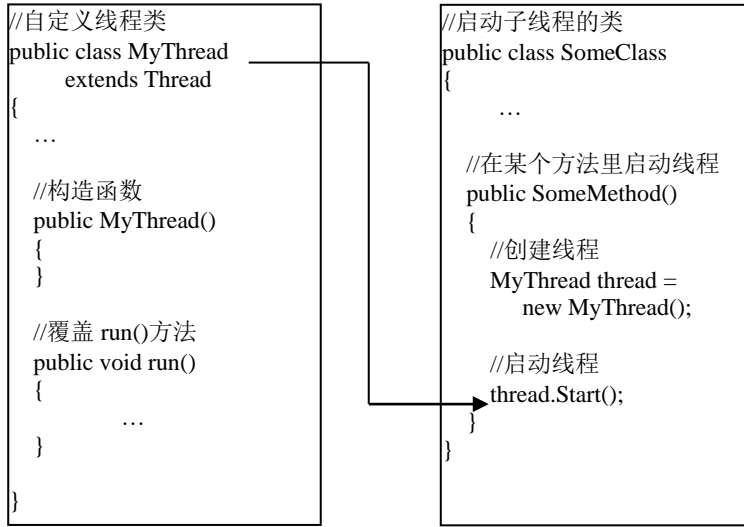 //自定义线程类
public class MyThread
extends Thread
{
…
//构造函数
public MyThread()
{
}
//覆盖 run()方法
public void run()
{
…
}
}
//启动子线程的类
public class SomeClass
{
…
//在某个方法里启动线程
public SomeMethod()
{
//创建线程
MyThread thread =
new MyThread();
//启动线程
thread.Start();
}
}